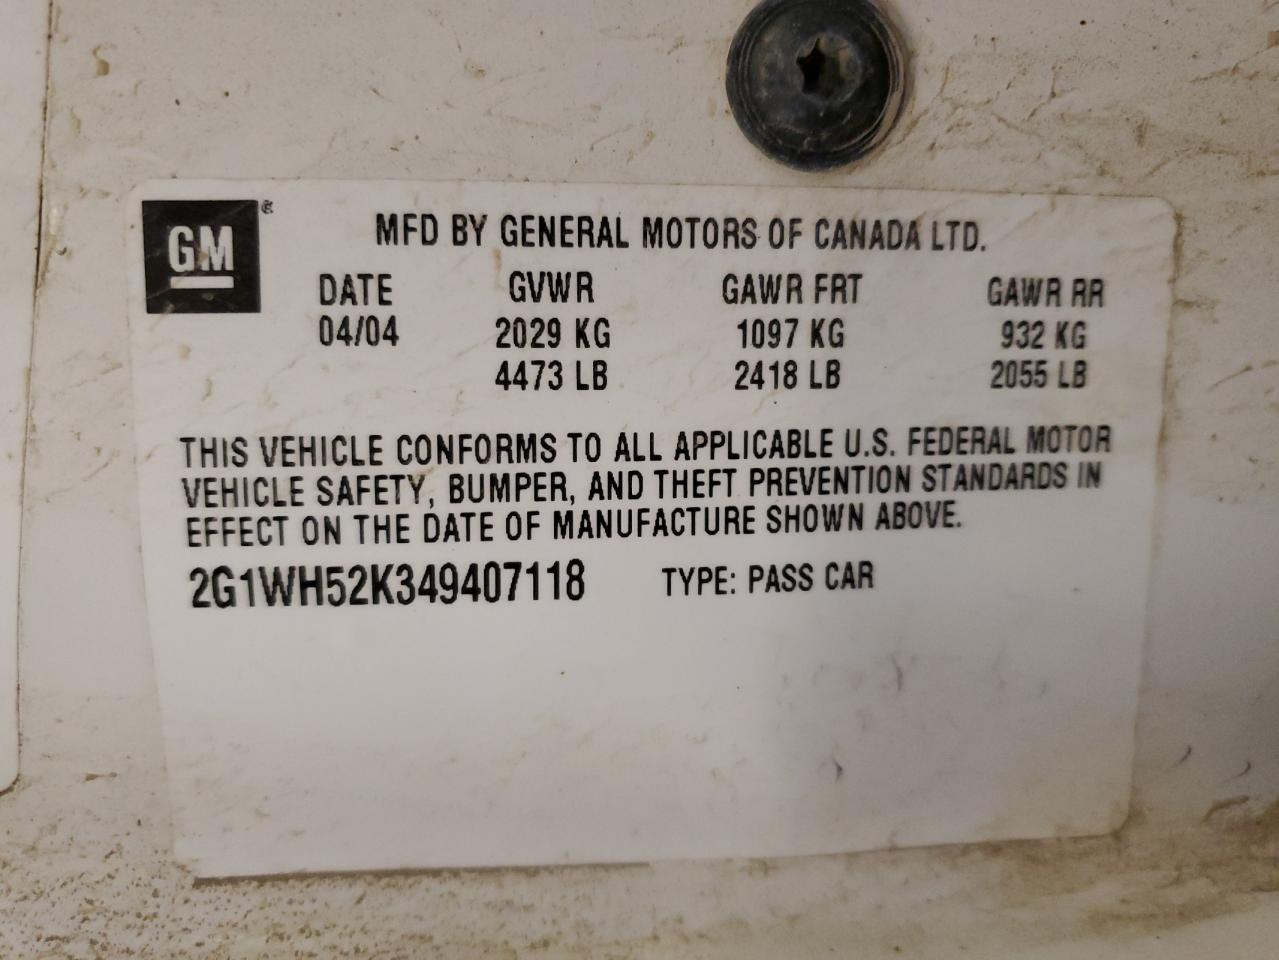 GM
MFD BY GENERAL MOTORS OF CANADA LTD.
DATE GVWR GAWR FRT GAWR RR
04/04 2029 KG 1097 KG 932 KG
4473 LB 2418 LB 2055 LB
THIS VEHICLE CONFORMS TO ALL APPLICABLE U.S. FEDERAL MOTOR
VEHICLE SAFETY, BUMPER, AND THEFT PREVENTION STANDARDS IN
EFFECT ON THE DATE OF MANUFACTURE SHOWN ABOVE.
2G1WH52K349407118 TYPE: PASS CAR